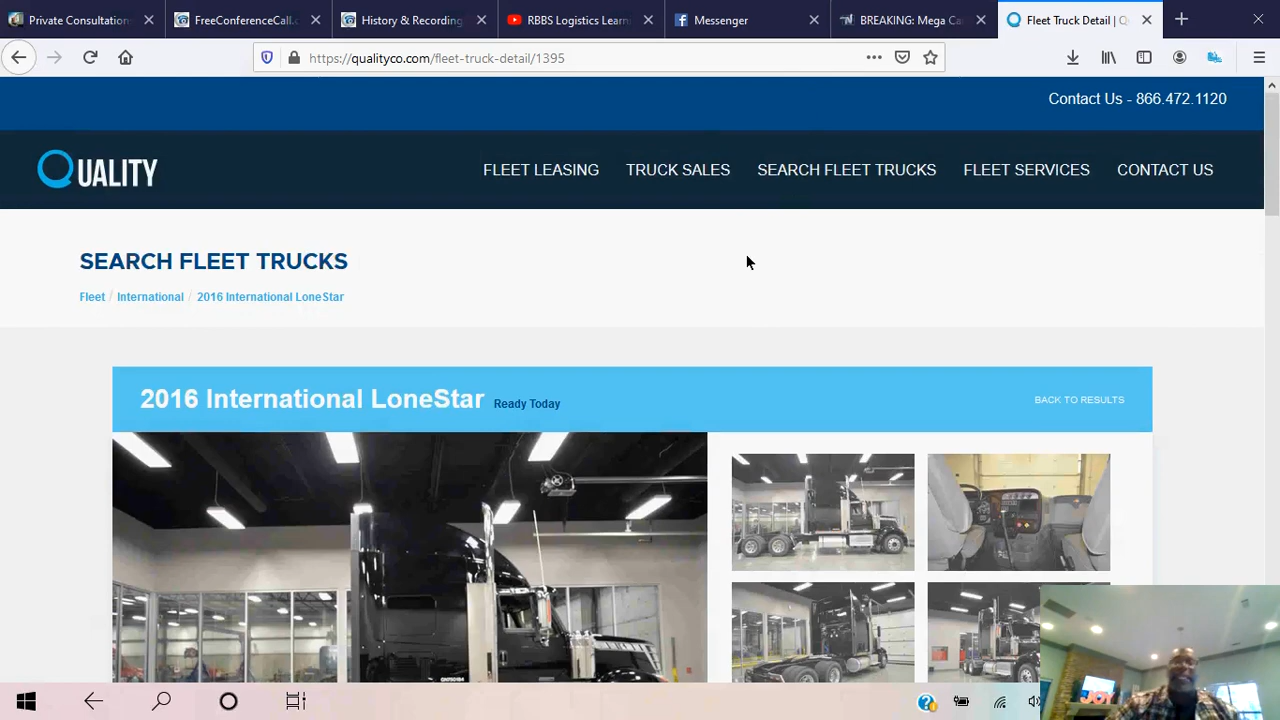 Private Consultation
FreeConferenceCall.c
History & Recording
RBBS Logistics Learn
Messenger
BREAKING: Mega Ca
Fleet Truck Detail | Q
https://qualityco.com/fleet-truck-detail/1395
Contact Us - 866.472.1120
QUALITY
FLEET LEASING
TRUCK SALES
SEARCH FLEET TRUCKS
FLEET SERVICES
CONTACT US
SEARCH FLEET TRUCKS
Fleet / International / 2016 International LoneStar
2016 International LoneStar Ready Today
BACK TO RESULTS
JOY